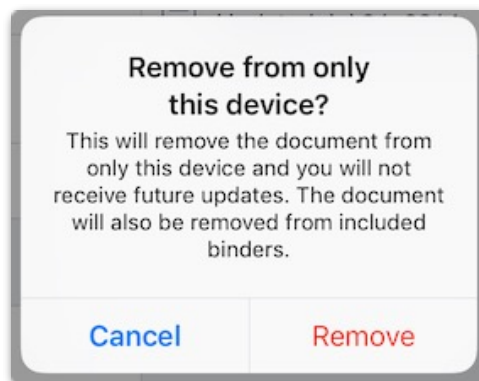 Remove from only
this device?
This will remove the document from
only this device and you will not
receive future updates. The document
will also be removed from included
binders.
Cancel
Remove